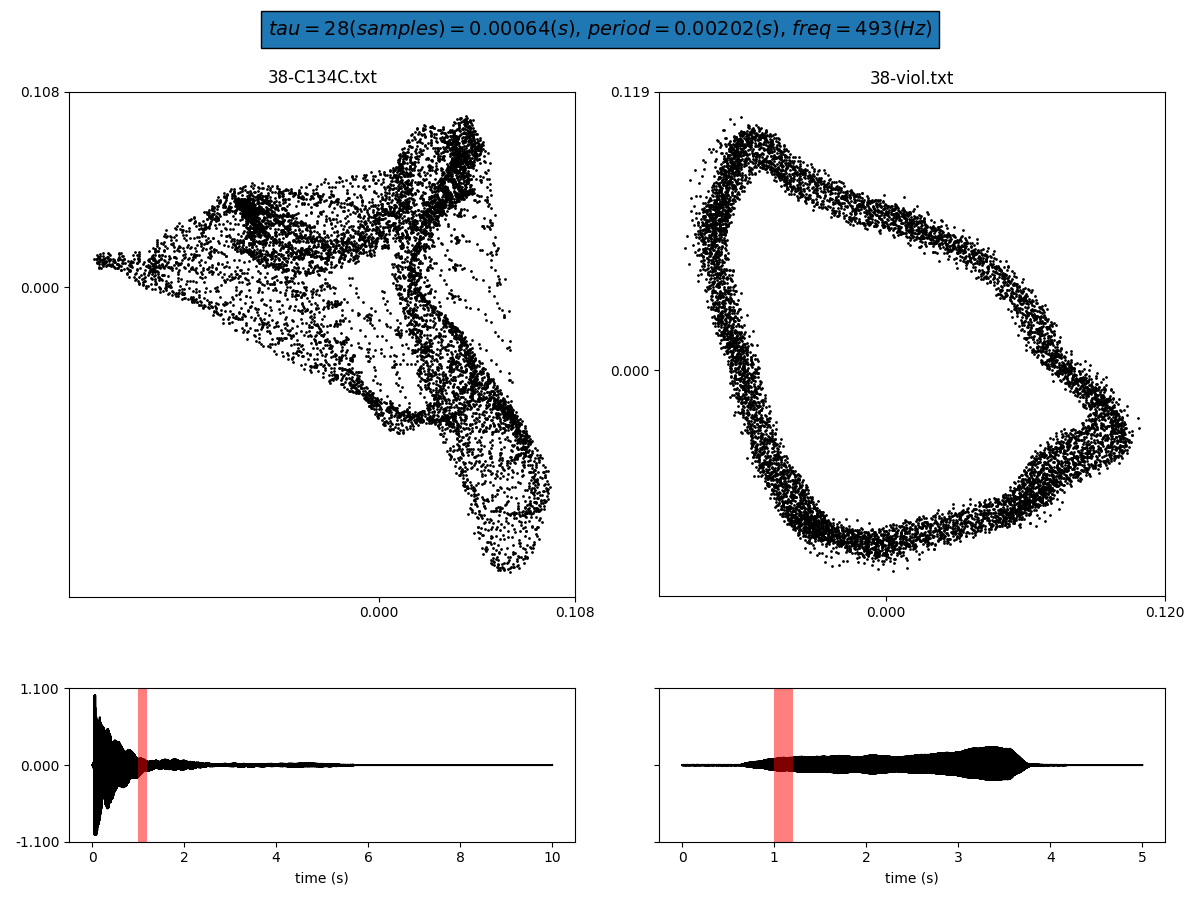 tau = 28(samples) = 0.00064(s), period = 0.00202(s), freq = 493(Hz)
38-C134C.txt
38-viol.txt
0.108
0.000
0.000 0.108
0.119
0.000
0.000 0.120
1.100
0.000
-1.100
0 2 4 6 8 10
time (s)
0 1 2 3 4 5
time (s)